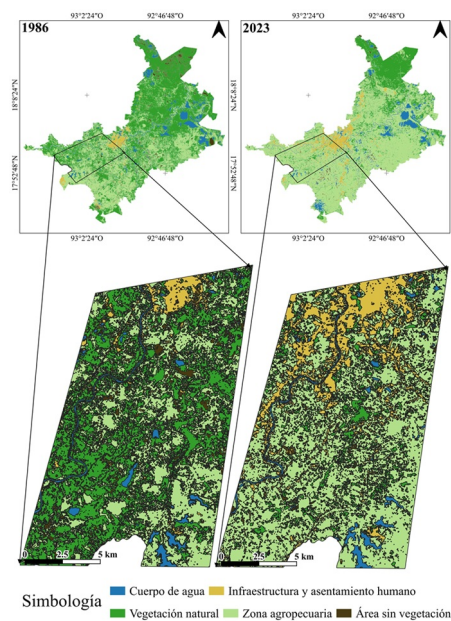 93°2'24"O 92°46'48"O 93°2'24"O 92°46'48"O
1986 2023
18°8'24"N 18°8'24"N
17°52'48"N 17°52'48"N
93°2'24"O 92°46'48"O 93°2'24"O 92°46'48"O
0 2.5 5 km 0 2.5 5 km
Simbología
Cuerpo de agua Infraestructura y asentamiento humano
Vegetación natural Zona agropecuaria Área sin vegetación